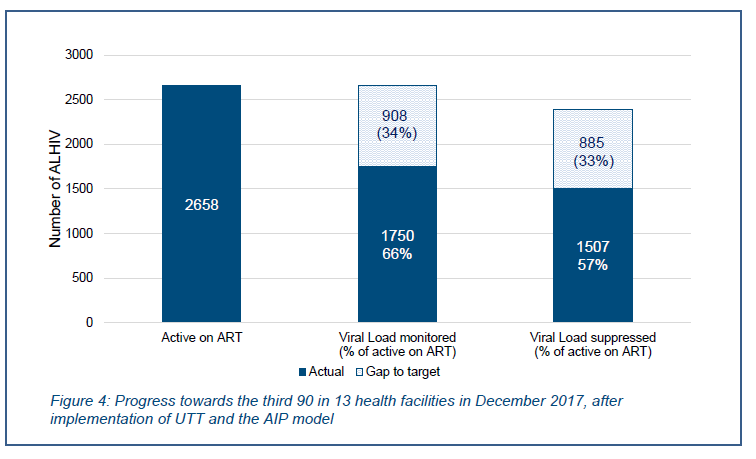 3000
2500
2000
1500
1000
500
0
Number of ALHIV
2658
908
(34%)
1750
66%
885
(33%)
1507
57%
Active on ART
Viral Load monitored
(% of active on ART)
Viral Load suppressed
(% of active on ART)
Actual Gap to target
Figure 4: Progress towards the third 90 in 13 health facilities in December 2017, after
implementation of UTT and the AIP model